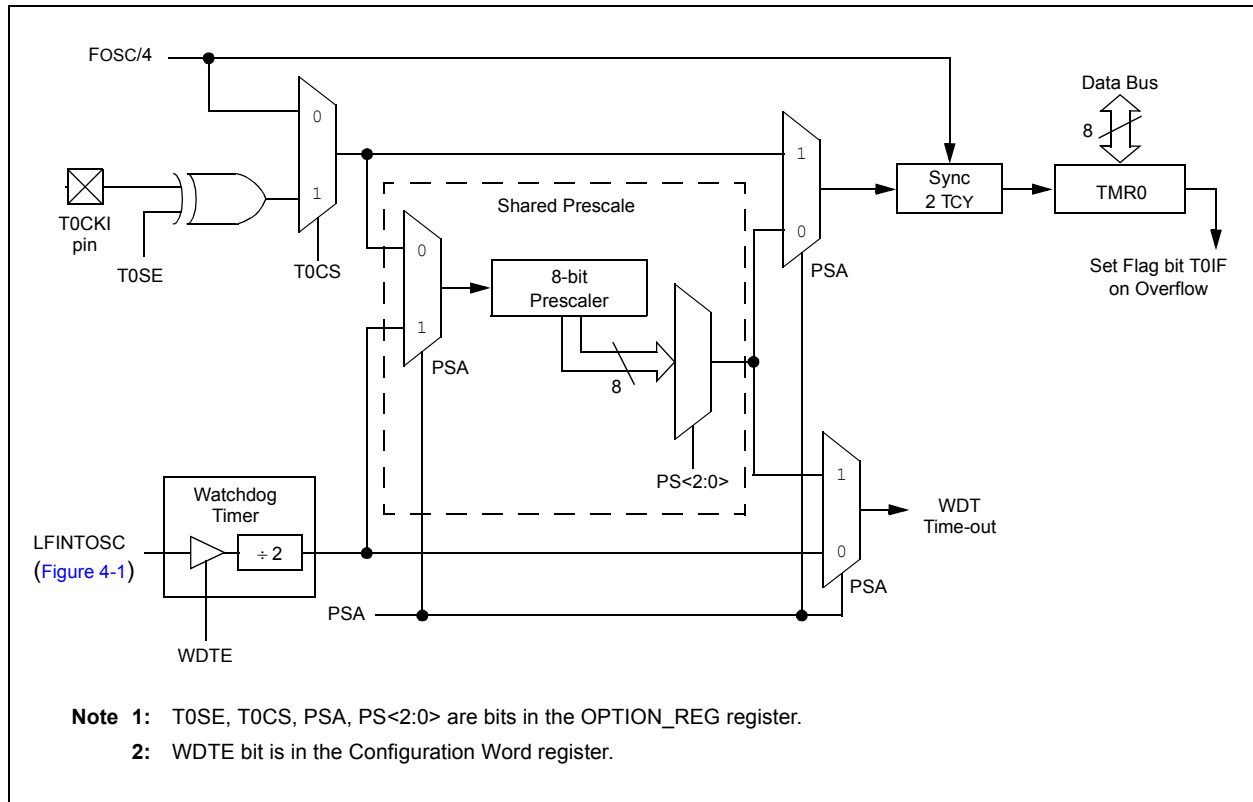 FOSC/4
Data Bus
8
0
1
1
0
Sync
2 TCY
TMR0
T0CKI
pin
T0SE
T0CS
Shared Prescale
0
1
8-bit
Prescaler
PSA
8
PSA
Set Flag bit T0IF
on Overflow
PS<2:0>
Watchdog
Timer
LFINTOSC
(Figure 4-1)
÷ 2
1
0
WDT
Time-out
PSA
PSA
WDTE
Note 1: T0SE, T0CS, PSA, PS<2:0> are bits in the OPTION_REG register.
2: WDTE bit is in the Configuration Word register.